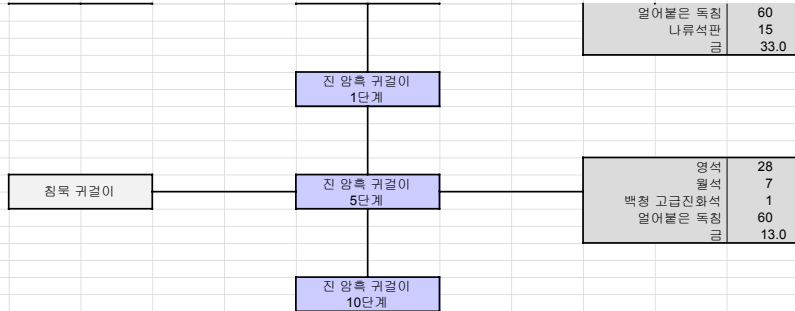 얼어붙은 독침 60
나류석판 15
금 33.0
진 암흑 귀걸이
1단계
침묵 귀걸이
진 암흑 귀걸이
5단계
영석 28
월석 7
백청 고급진화석 1
얼어붙은 독침 60
금 13.0
진 암흑 귀걸이
10단계